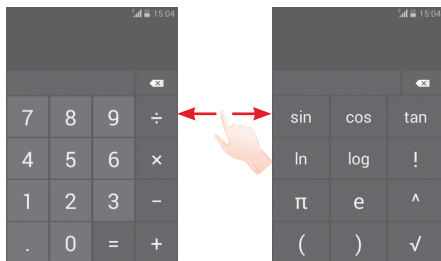 15:04
7 8 9 ÷
4 5 6 ×
1 2 3 −
. 0 = +
15:04
sin cos tan
ln log !
π e ^
( ) √